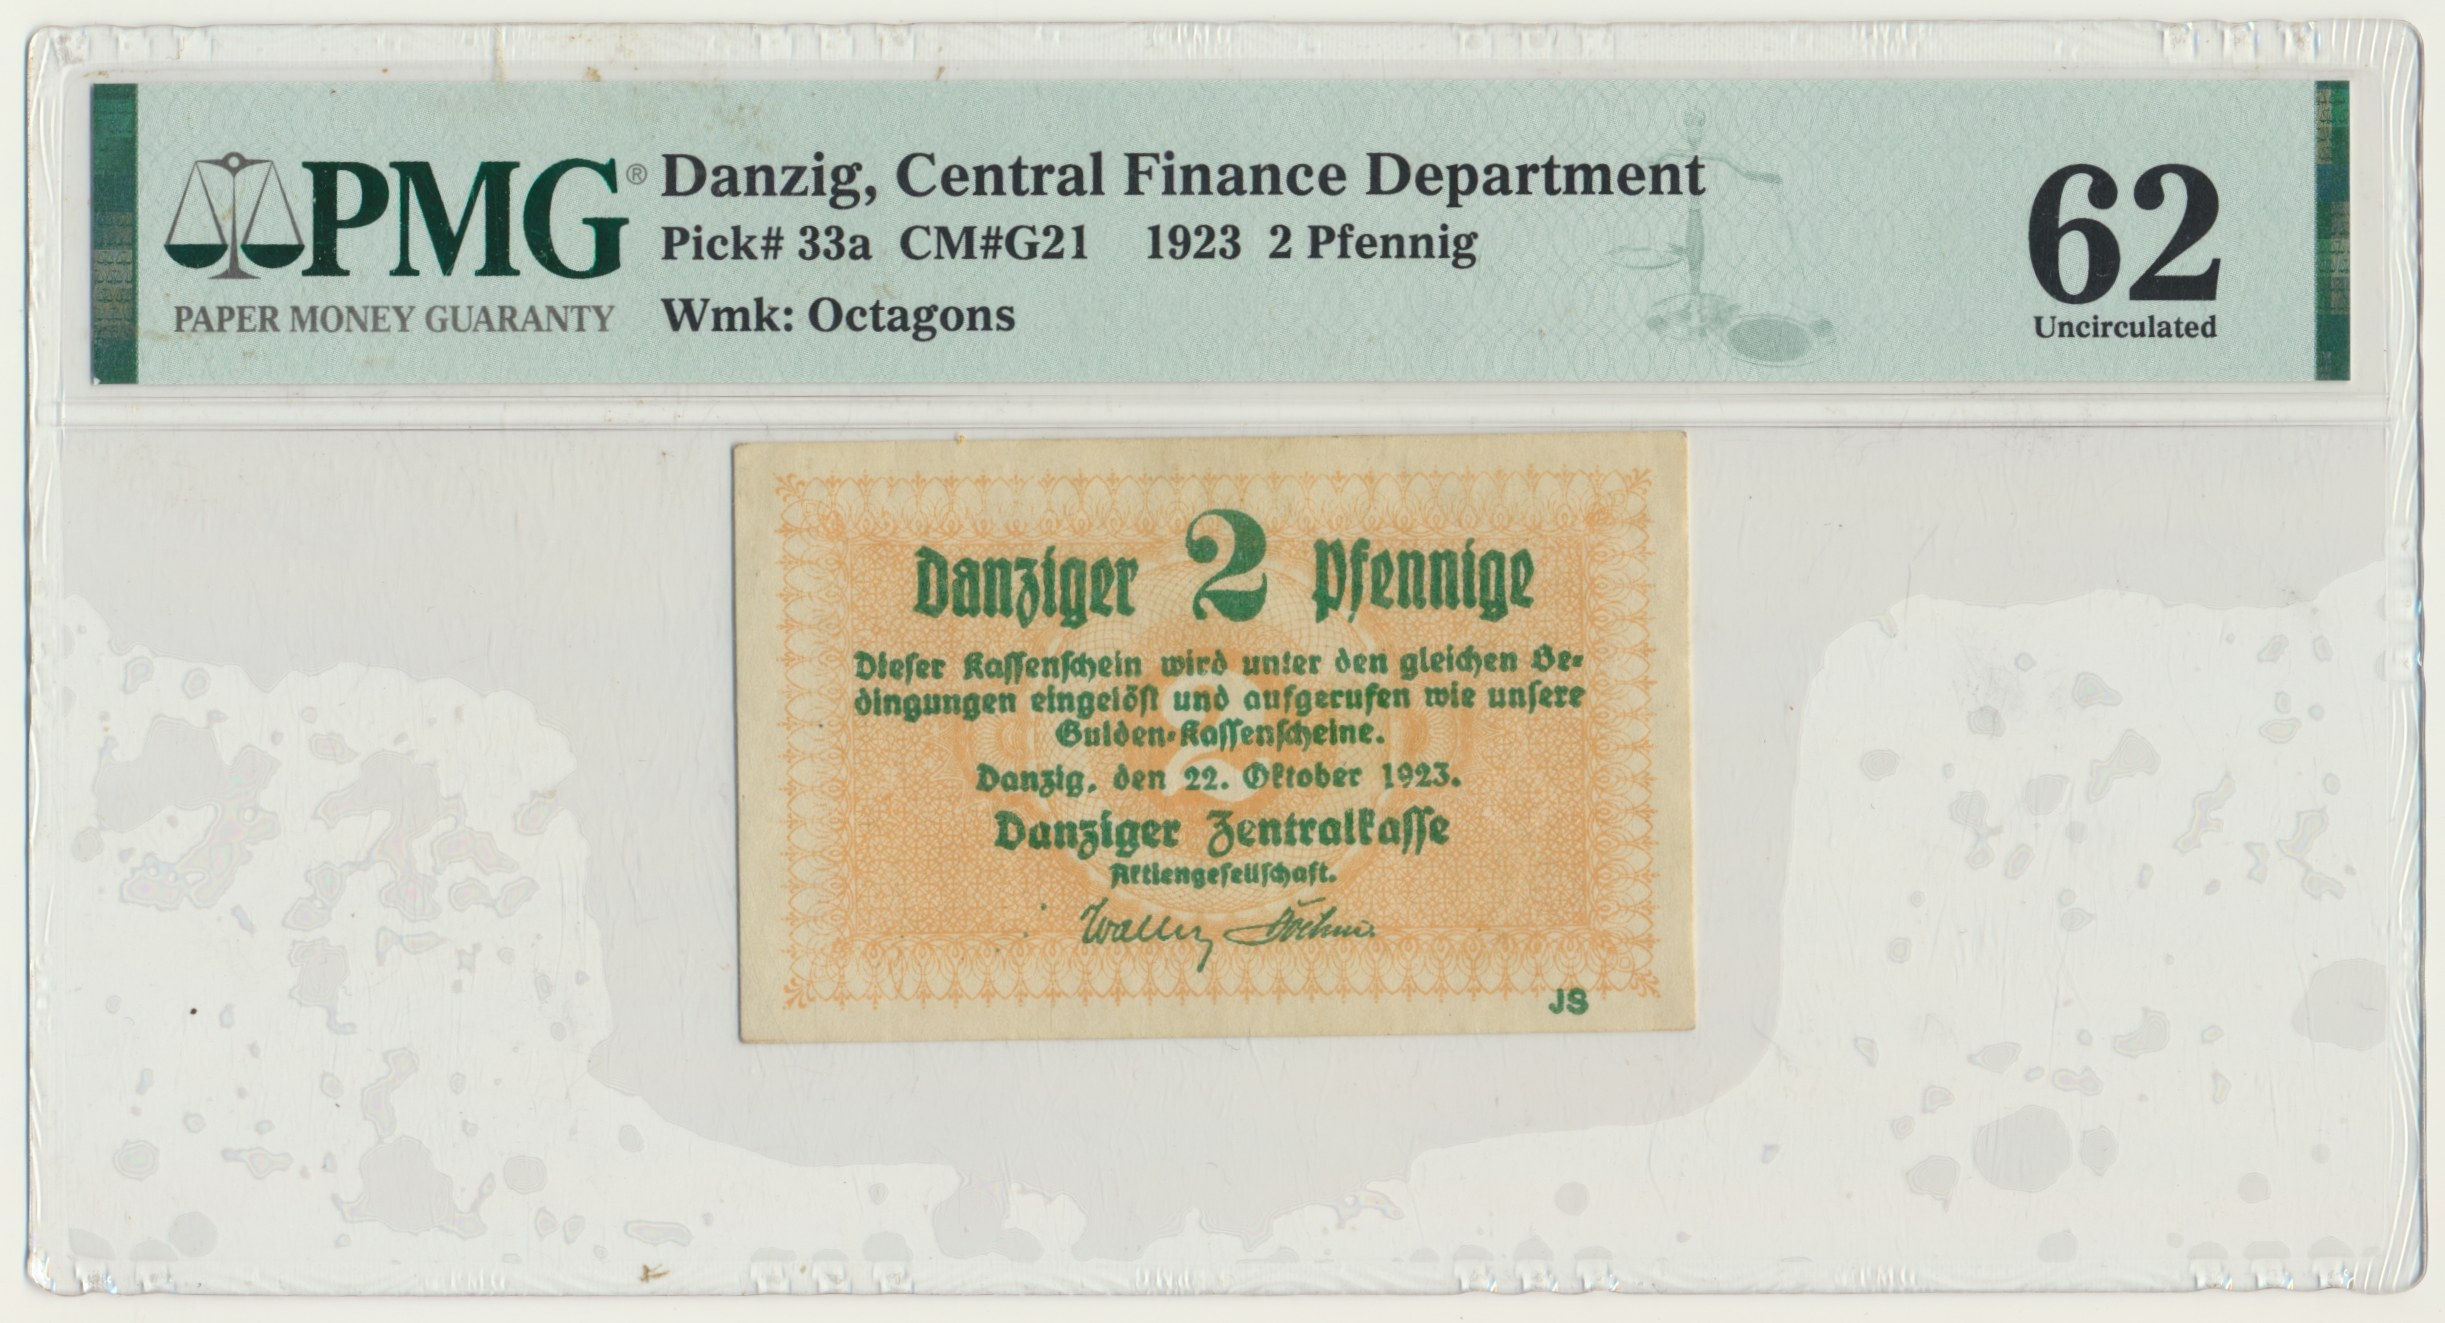 PMG® Danzig, Central Finance Department
Pick# 33a CM#G21 1923 2 Pfennig
PAPER MONEY GUARANTY
Wmk: Octagons
62
Uncirculated
Danziger 2 Pfennige
Dieser Kassenschein wird unter den gleichen Be-
dingungen eingelöst und aufgerufen wie unsere
Gulden-Kassenscheine.
Danzig, den 22. Oktober 1923.
Danziger Zentralkasse
Aktiengesellschaft.
JS